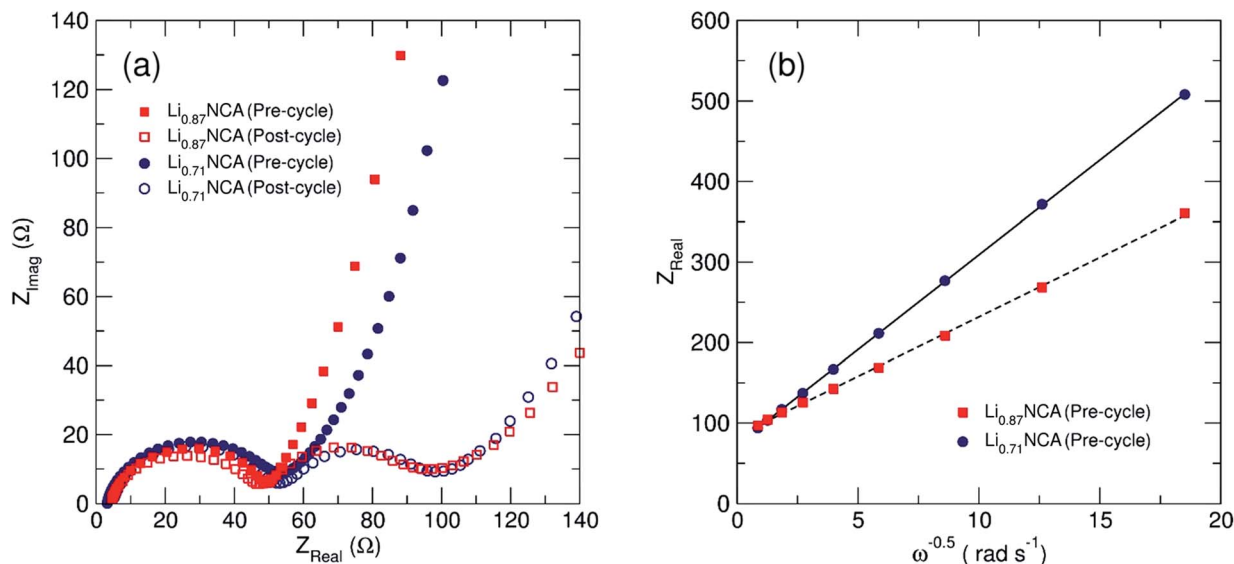 (a)
Li0.87NCA (Pre-cycle)
Li0.87NCA (Post-cycle)
Li0.71NCA (Pre-cycle)
Li0.71NCA (Post-cycle)
140
120
100
80
60
40
20
0
ZImag (Ω)
0 20 40 60 80 100 120 140
ZReal (Ω)
(b)
600
500
400
300
200
100
0
ZReal
Li0.87NCA (Pre-cycle)
Li0.71NCA (Pre-cycle)
0 5 10 15 20
ω-0.5 ( rad s-1)